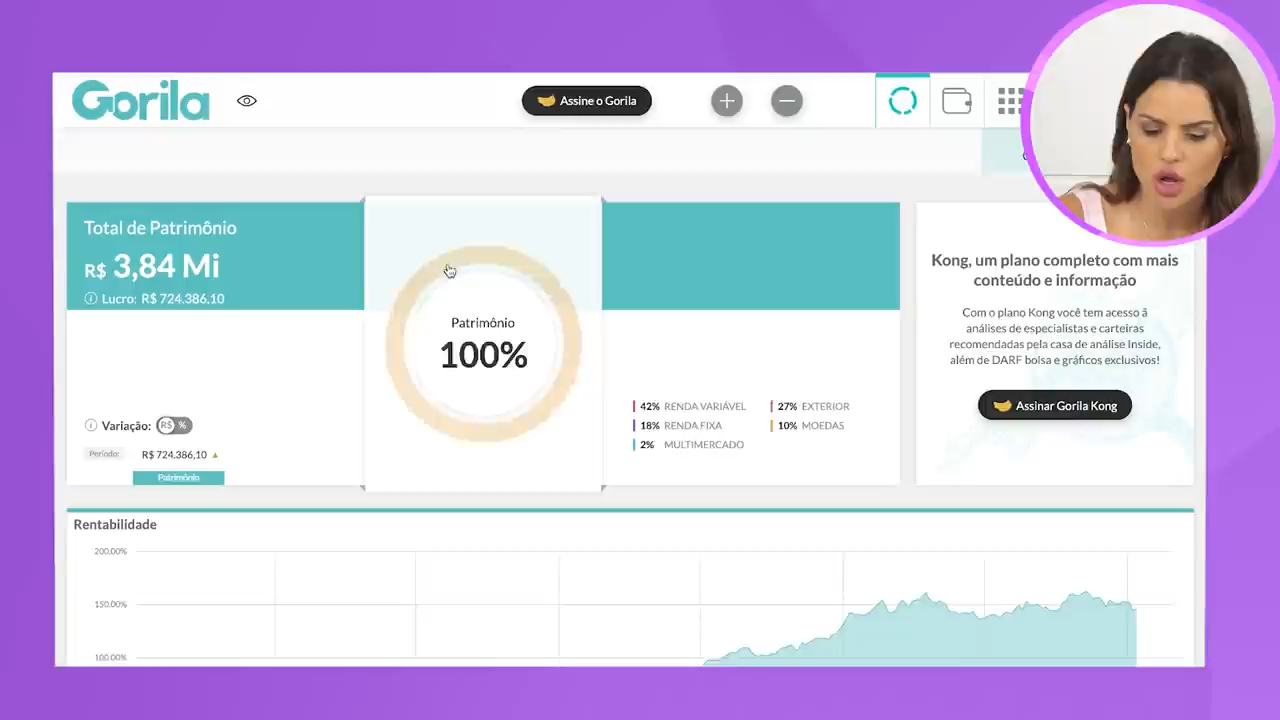 Gorila
Assine o Gorila
Total de Patrimônio
R$ 3,84 Mi
Lucro: R$ 724.386,10
Patrimônio
100%
Variação: R$ %
Período: R$ 724.386,10
Patrimônio
42% RENDA VARIÁVEL
27% EXTERIOR
18% RENDA FIXA
10% MOEDAS
2% MULTIMERCADO
Kong, um plano completo com mais
conteúdo e informação
Com o plano Kong você tem acesso à
análises de especialistas e carteiras
recomendadas pela casa de análise Inside,
além de DARF bolsa e gráficos exclusivos!
Assinar Gorila Kong
Rentabilidade
200.00%
150.00%
100.00%